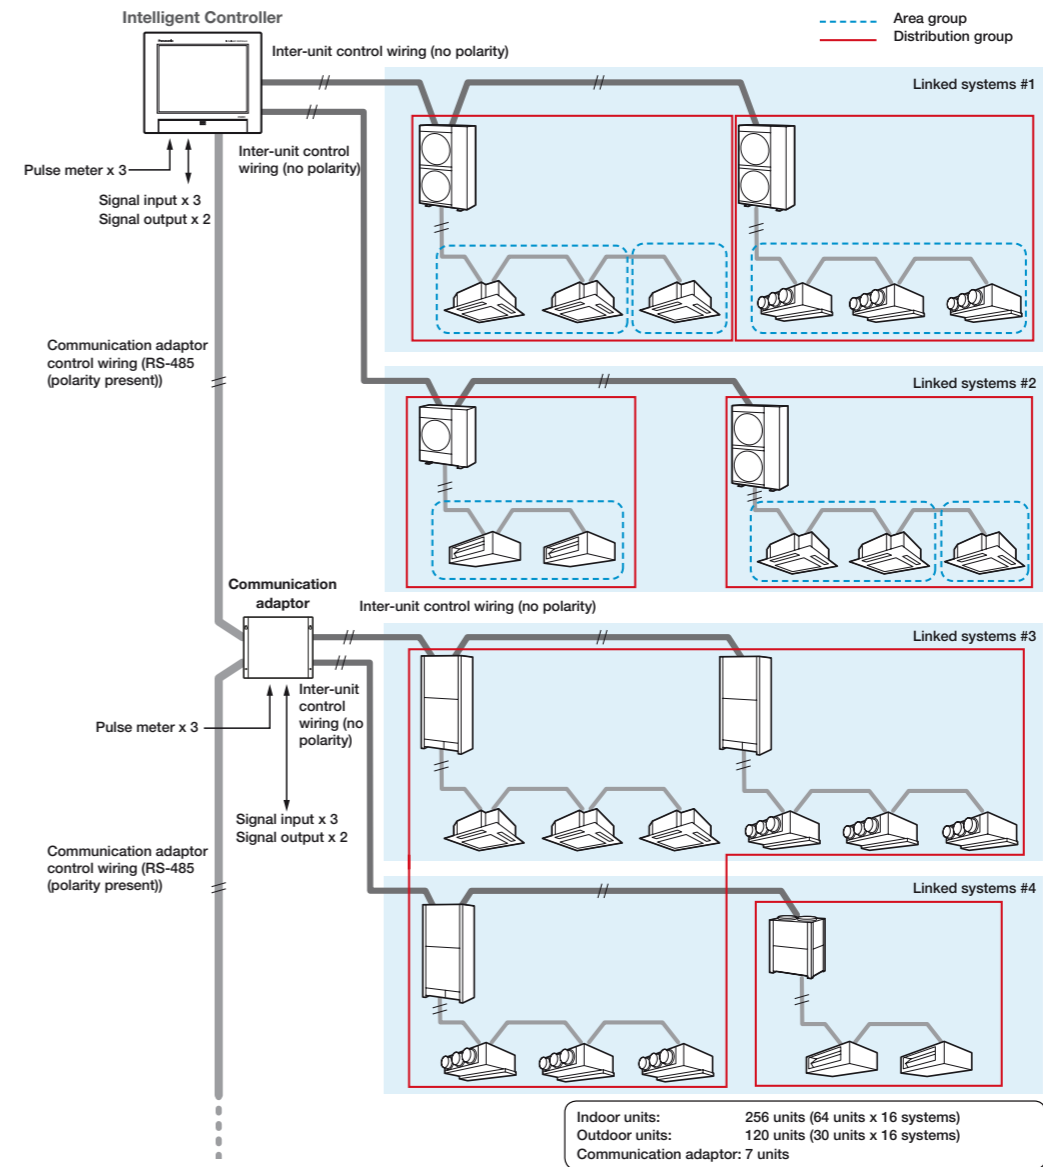 Intelligent Controller
Area group
Distribution group
Inter-unit control wiring (no polarity)
Linked systems #1
Panasonic
Inter-unit control
wiring (no polarity)
Pulse meter x 3
Signal input x 3
Signal output x 2
Communication adaptor
control wiring (RS-485
(polarity present))
Linked systems #2
Communication
adaptor
Inter-unit control wiring (no polarity)
Linked systems #3
Inter-unit
control
wiring (no
polarity)
Pulse meter x 3
Signal input x 3
Signal output x 2
Communication adaptor
control wiring (RS-485
(polarity present))
Linked systems #4
Indoor units: 256 units (64 units x 16 systems)
Outdoor units: 120 units (30 units x 16 systems)
Communication adaptor: 7 units